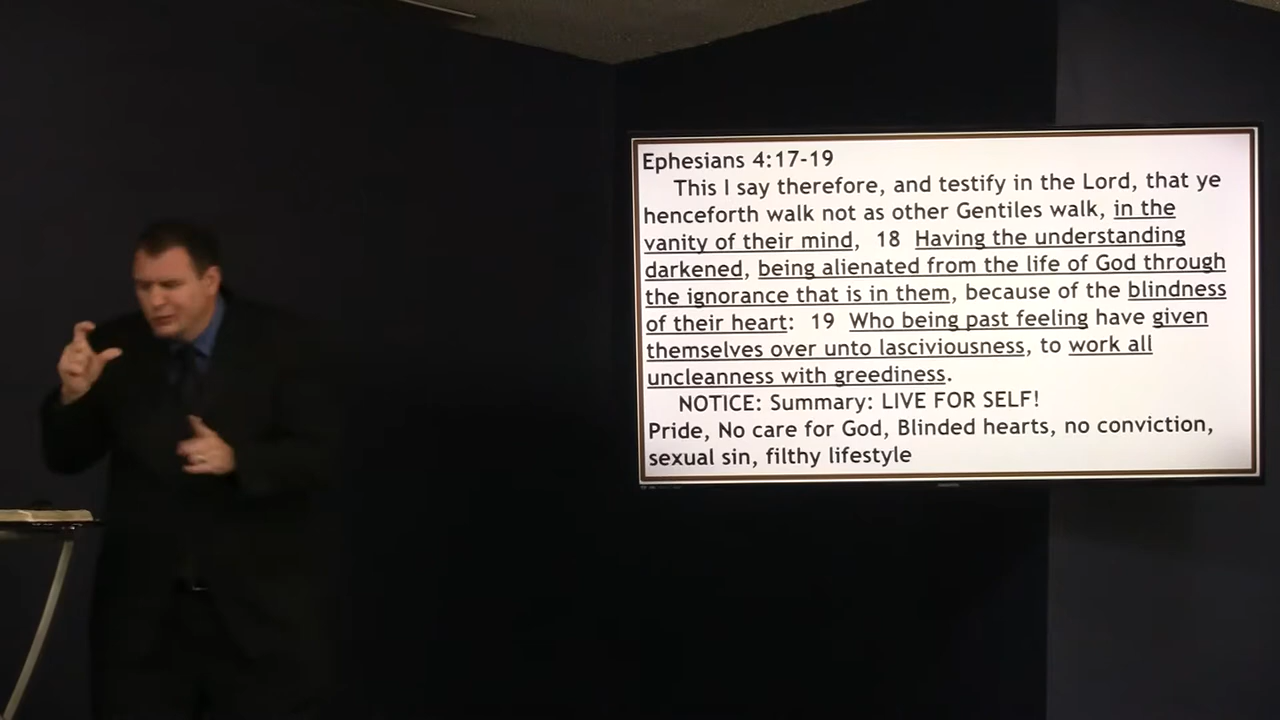 Ephesians 4:17-19
This I say therefore, and testify in the Lord, that ye
henceforth walk not as other Gentiles walk, in the
vanity of their mind, 18 Having the understanding
darkened, being alienated from the life of God through
the ignorance that is in them, because of the blindness
of their heart: 19 Who being past feeling have given
themselves over unto lasciviousness, to work all
uncleanness with greediness.
NOTICE: Summary: LIVE FOR SELF!
Pride, No care for God, Blinded hearts, no conviction,
sexual sin, filthy lifestyle